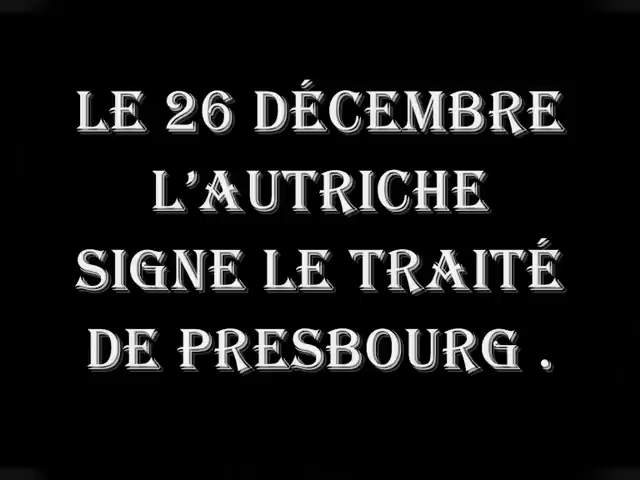 LE 26 DÉCEMBRE
L'AUTRICHE
SIGNE LE TRAITÉ
DE PRESBOURG .